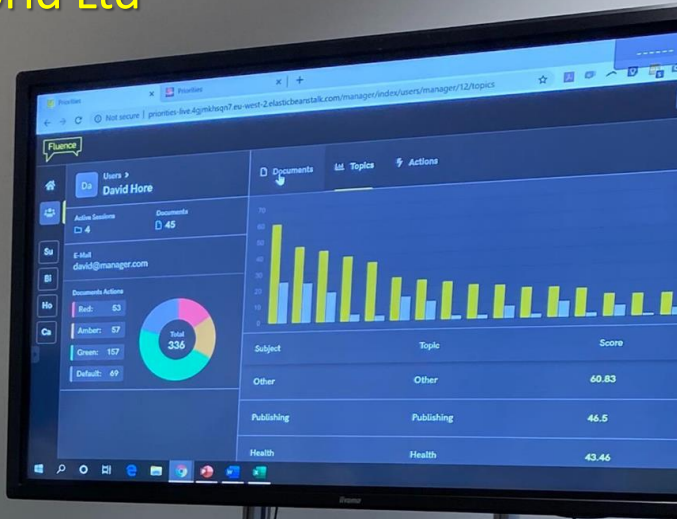 Ltd
Priorities
Priorities
Not secure | priorities-live.4gjmkhsqn7.eu-west-2.elasticbeanstalk.com/manager/index/users/manager/12/topics
Fluence
Da
Users >
David Hore
Documents
Topics
Actions
Active Sessions
4
Documents
45
E-Mail
david@manager.com
Documents Actions
Red: 53
Amber: 57
Green: 157
Default: 69
Total
336
Su
Bl
Ho
Ca
70
60
50
40
30
20
10
0
Subject Topic Score
Other Other 60.83
Publishing Publishing 46.5
Health Health 43.46
iiyama